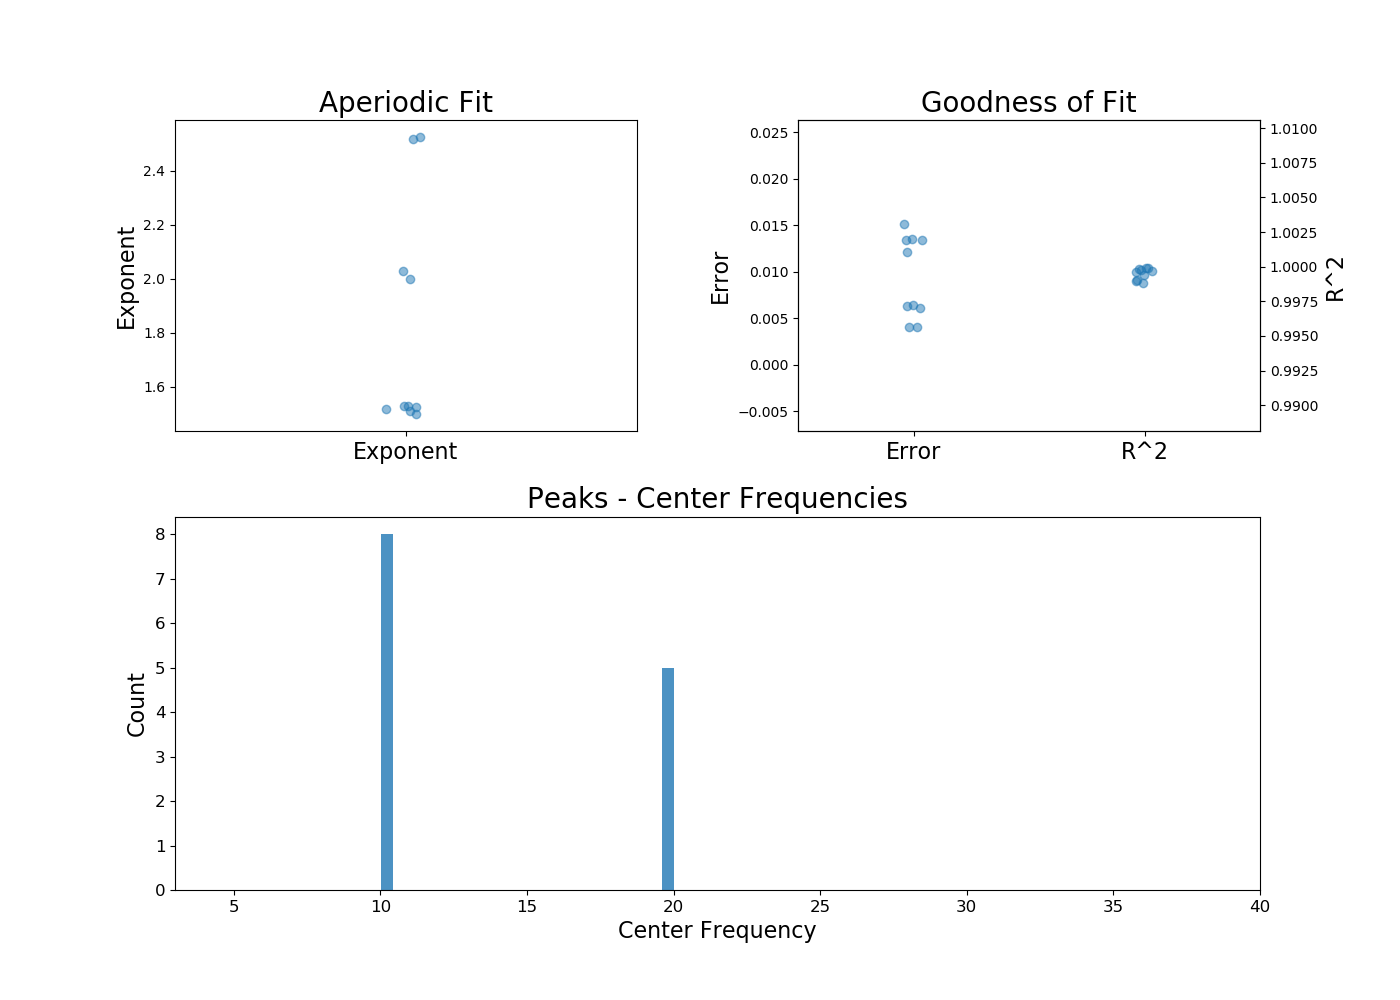 Aperiodic Fit
Exponent
2.4
2.2
2.0
1.8
1.6
Exponent
Goodness of Fit
Error
0.025
0.020
0.015
0.010
0.005
0.000
−0.005
1.0100
1.0075
1.0050
1.0025
1.0000
0.9975
0.9950
0.9925
0.9900
R^2
Error R^2
Peaks - Center Frequencies
Count
8
7
6
5
4
3
2
1
0
5 10 15 20 25 30 35 40
Center Frequency